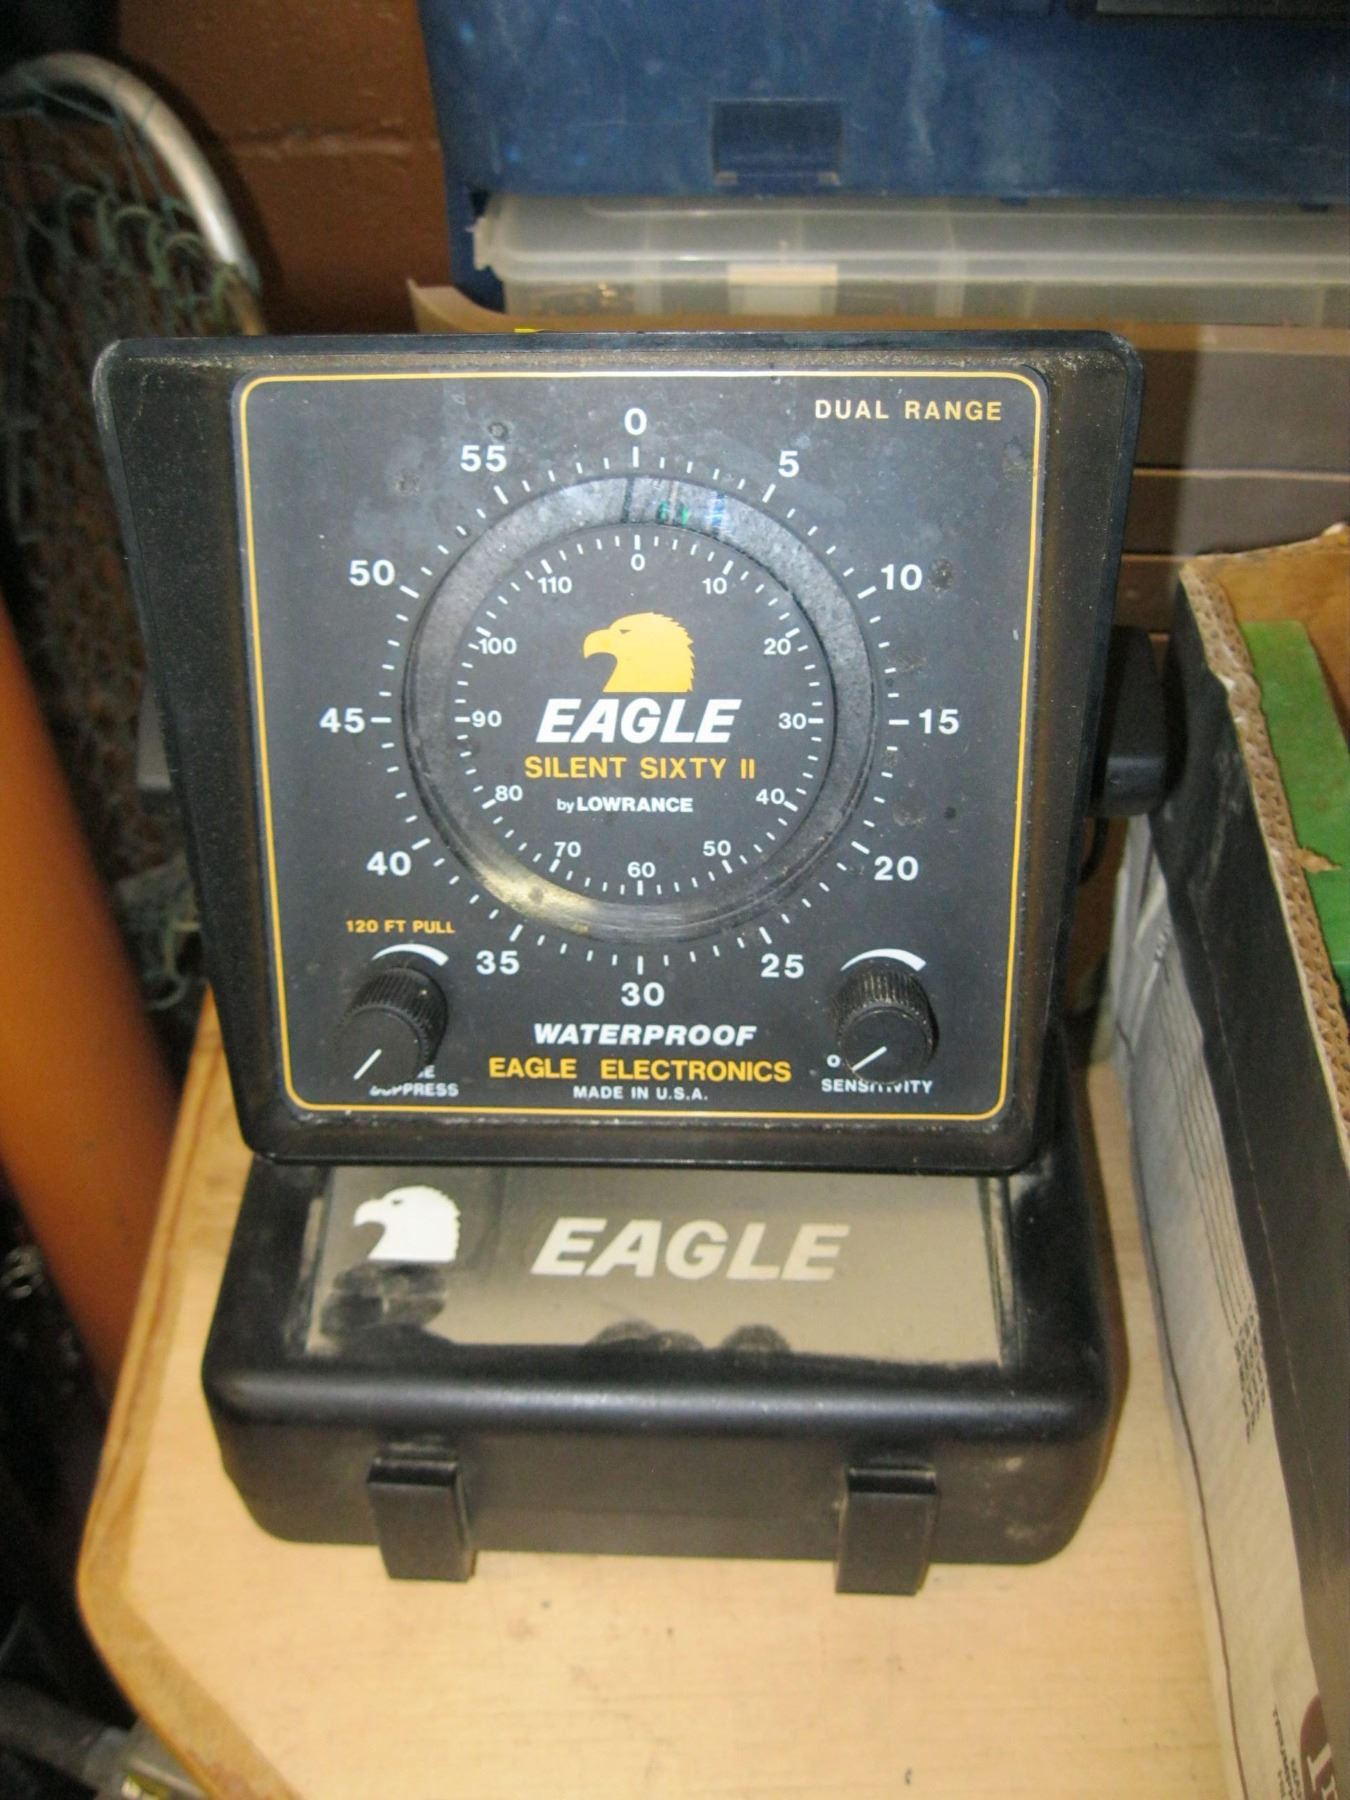 DUAL RANGE
0
55
5
50
10
45
15
40
20
35
25
30
0
110
10
100
20
90
30
80
40
70
50
60
EAGLE
SILENT SIXTY II
by LOWRANCE
120 FT PULL
WATERPROOF
EAGLE ELECTRONICS
MADE IN U.S.A.
SUPPRESS
0
SENSITIVITY
EAGLE